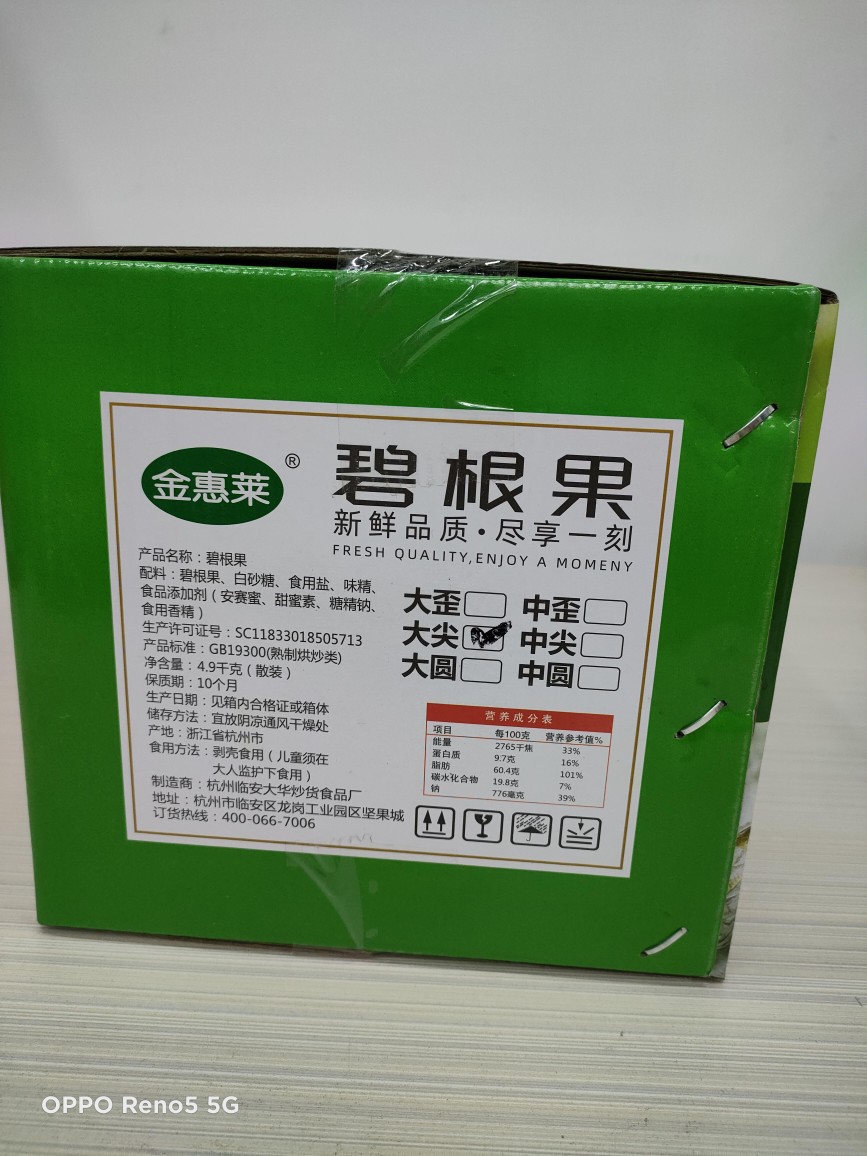 金惠莱®
碧根果
新鲜品质·尽享一刻
FRESH QUALITY,ENJOY A MOMENY
产品名称：碧根果
配料：碧根果、白砂糖、食用盐、味精、
食品添加剂（安赛蜜、甜蜜素、糖精钠、
食用香精）
生产许可证号：SC11833018505713
产品标准：GB19300(熟制烘炒类)
净含量：4.9千克（散装）
保质期：10个月
生产日期：见箱内合格证或箱体
储存方法：宜放阴凉通风干燥处
产地：浙江省杭州市
食用方法：剥壳食用（儿童须在
大人监护下食用）
制造商：杭州临安大华炒货食品厂
地址：杭州市临安区龙岗工业园区坚果城
订货热线：400-066-7006
大歪 中歪
大尖 中尖
大圆 中圆
营养成分表
项目 每100克 营养参考值%
能量 2765千焦 33%
蛋白质 9.7克 16%
脂肪 60.4克 101%
碳水化合物 19.8克 7%
钠 776毫克 39%
OPPO Reno5 5G